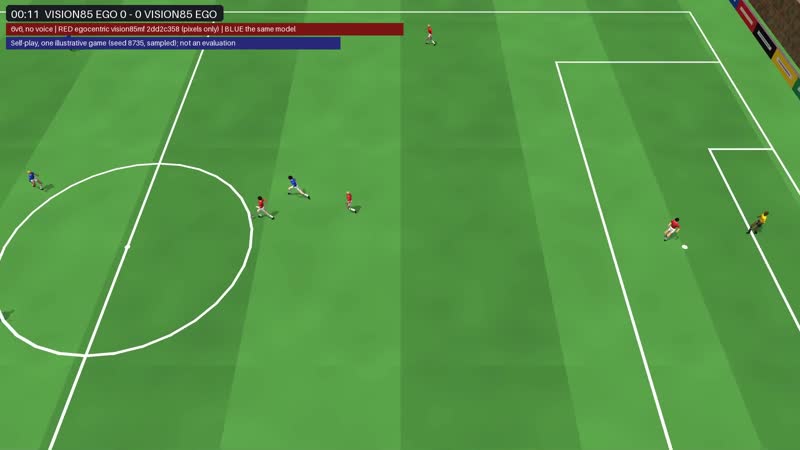 00:11 VISION85 EGO 0 - 0 VISION85 EGO
6v6, no voice | RED egocentric vision85mf 2dd2c358 (pixels only) | BLUE the same model
Self-play, one illustrative game (seed 8735, sampled); not an evaluation